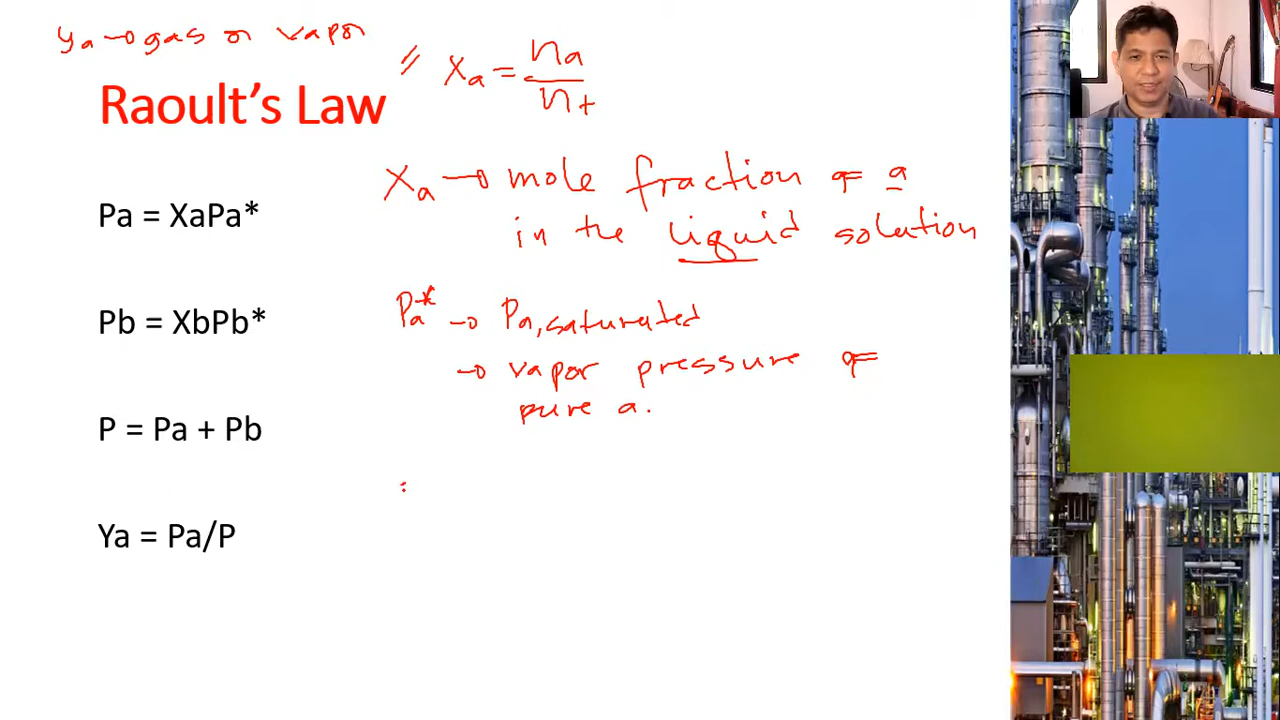 ya → gas or vapor
// Xa = na/nt
Raoult's Law
Xa → mole fraction of a
in the liquid solution
Pa = XaPa*
Pa* → Pa, saturated
Pb = XbPb*
→ vapor pressure of
pure a.
P = Pa + Pb
Ya = Pa/P